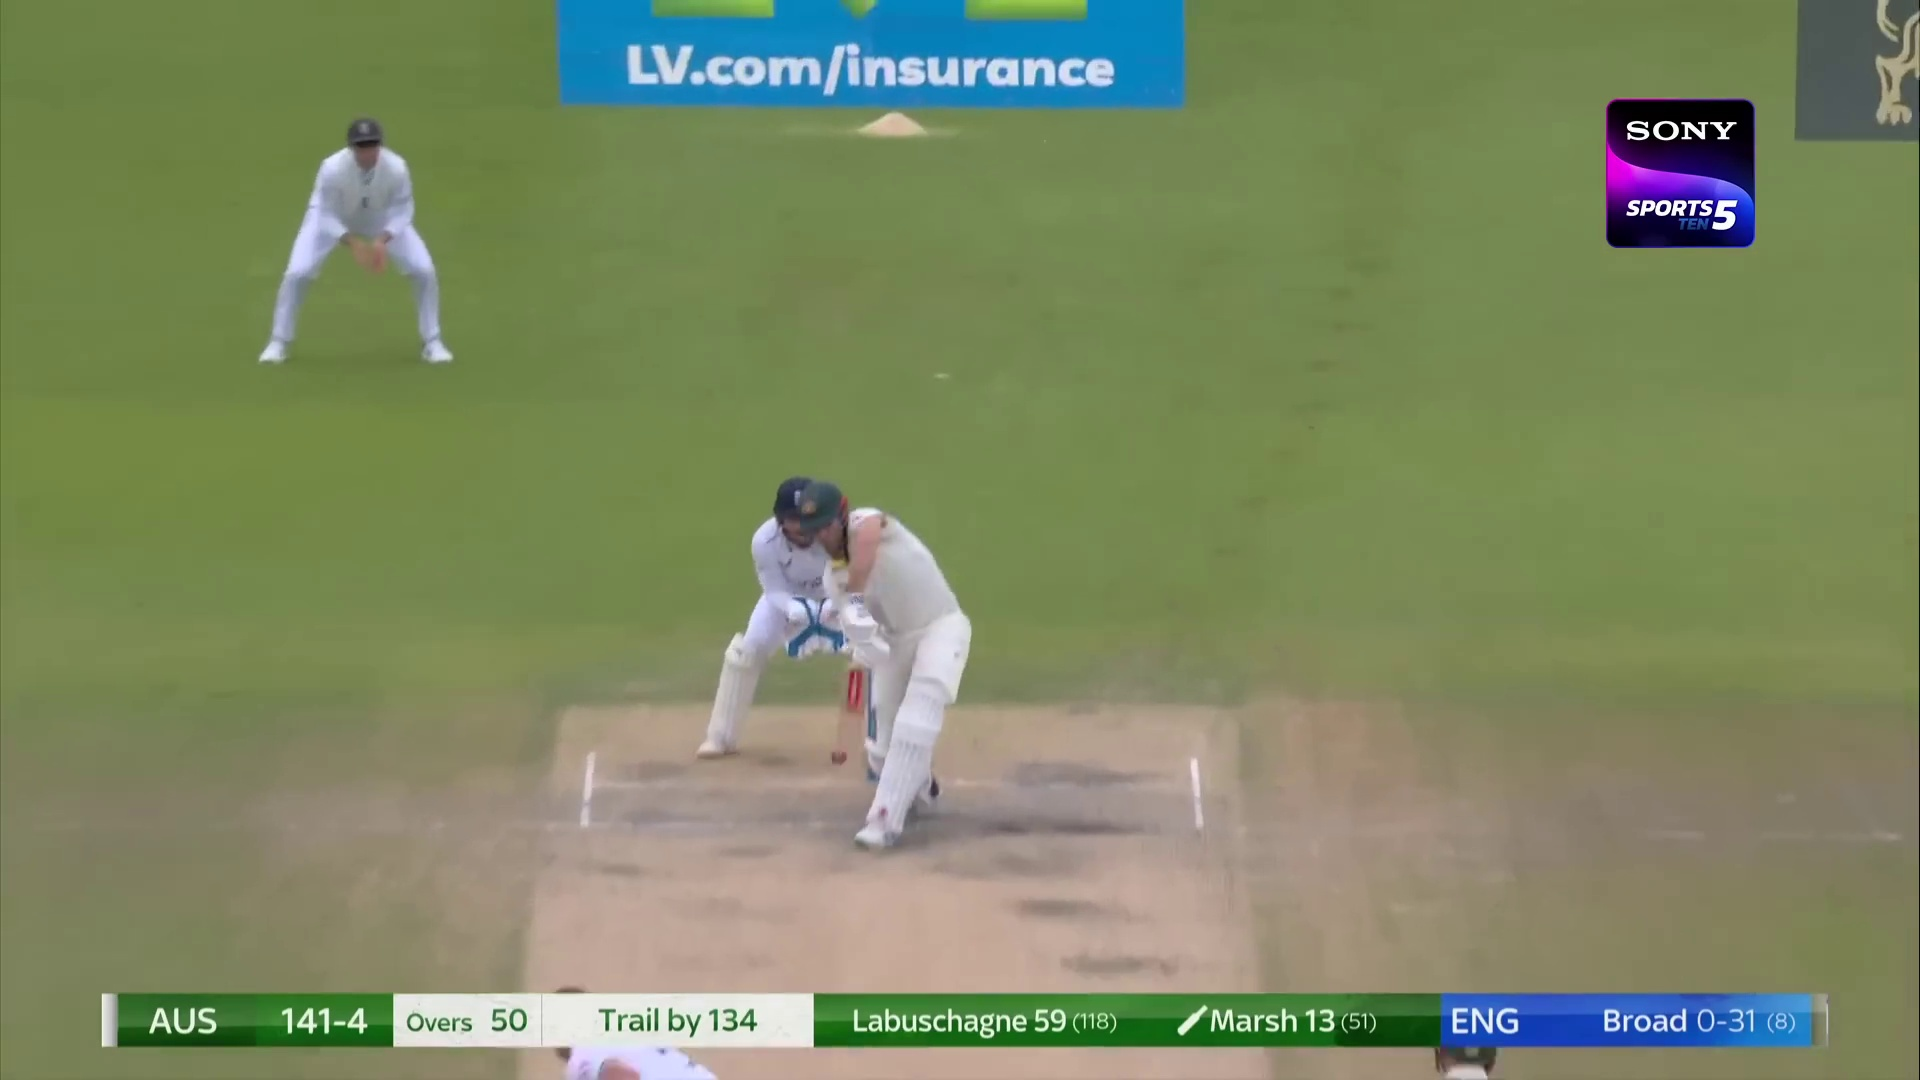 LV.com/insurance
SONY
SPORTS
TEN 5
AUS 141-4 Overs 50 Trail by 134 Labuschagne 59 (118) Marsh 13 (51) ENG Broad 0-31 (8)